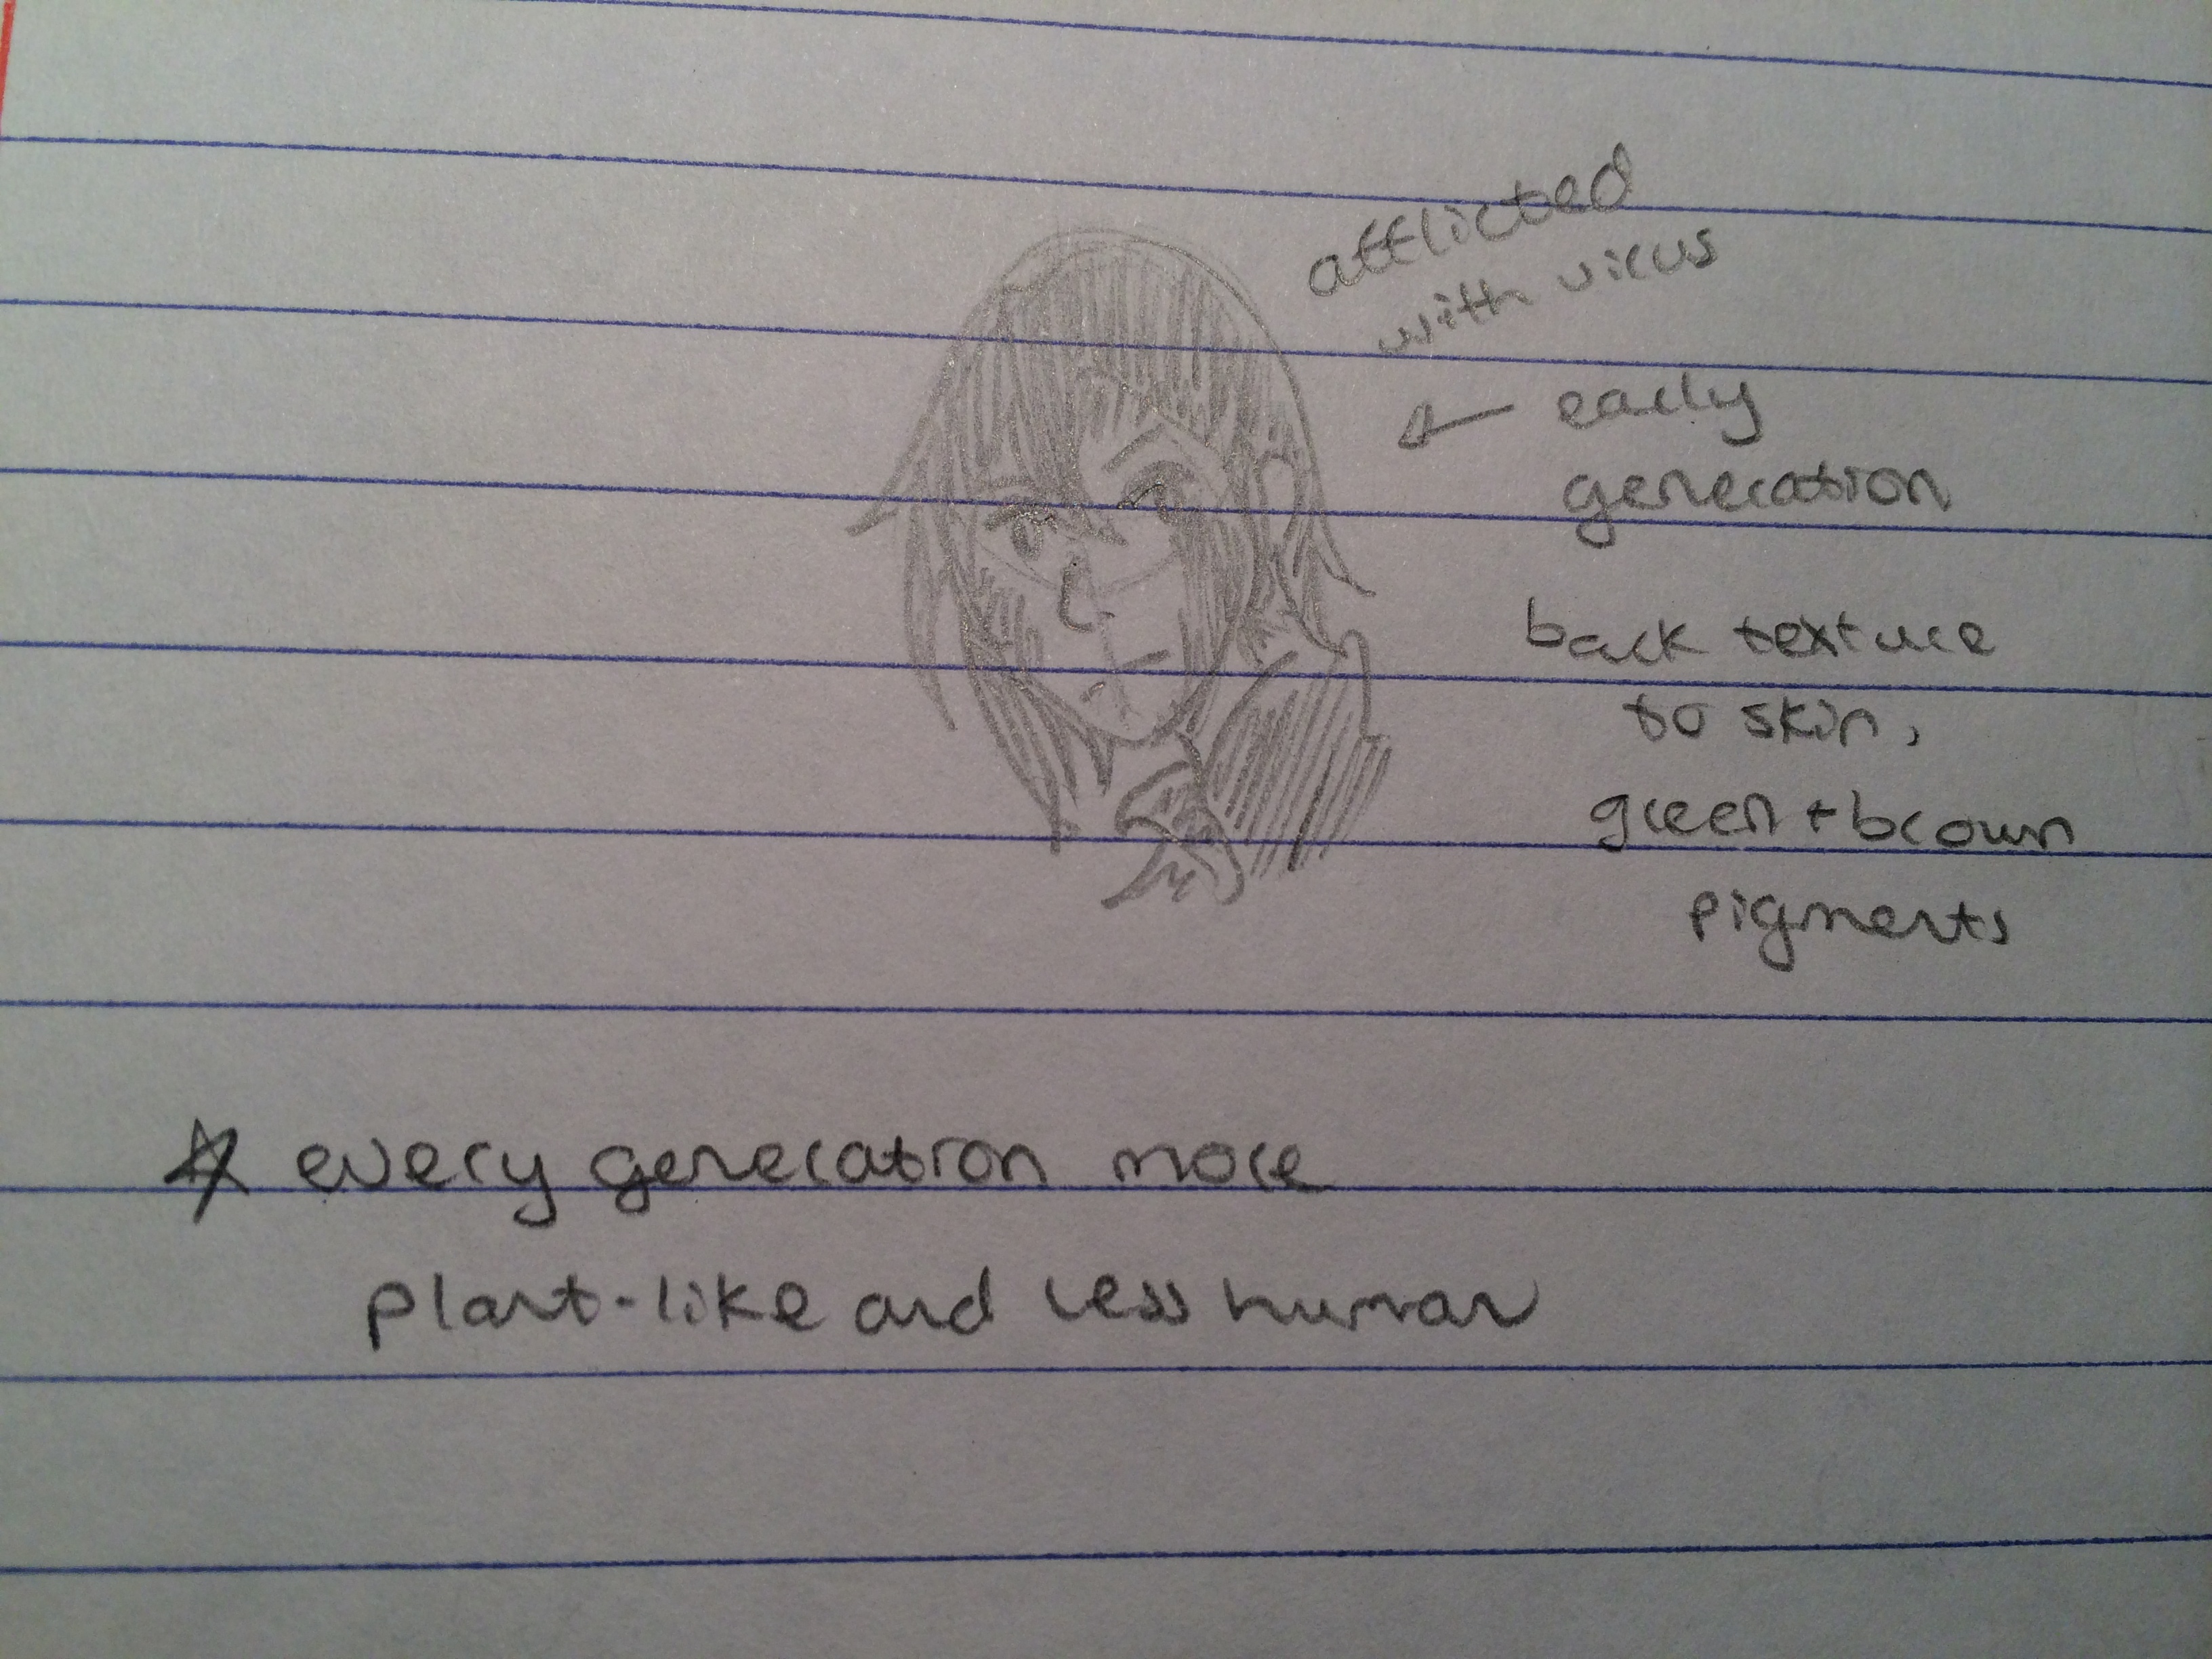 afflicted
with virus
← early
generation
bark texture
to skin,
green + brown
pigments
☆ every generation more
plant-like and less human